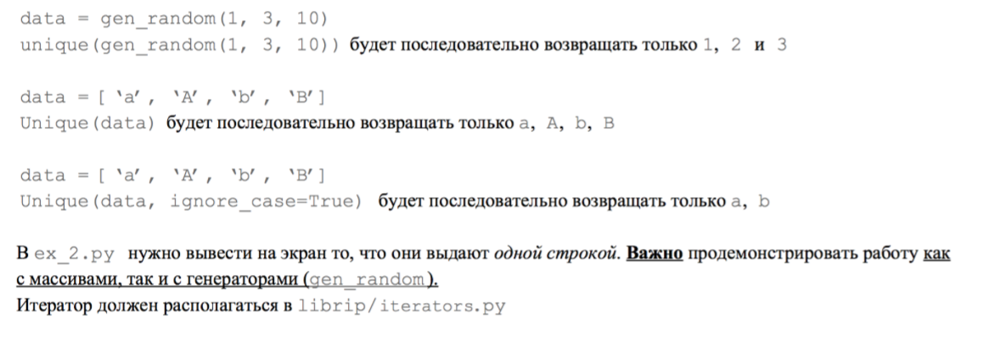 data = gen_random(1, 3, 10)
unique(gen_random(1, 3, 10)) будет последовательно возвращать только 1, 2 и 3
data = [ ‘a’, ‘A’, ‘b’, ‘B’]
Unique(data) будет последовательно возвращать только a, A, b, B
data = [ ‘a’, ‘A’, ‘b’, ‘B’]
Unique(data, ignore_case=True) будет последовательно возвращать только a, b
В ex_2.py нужно вывести на экран то, что они выдают одной строкой. Важно продемонстрировать работу как
с массивами, так и с генераторами (gen_random).
Итератор должен располагаться в librip/iterators.py